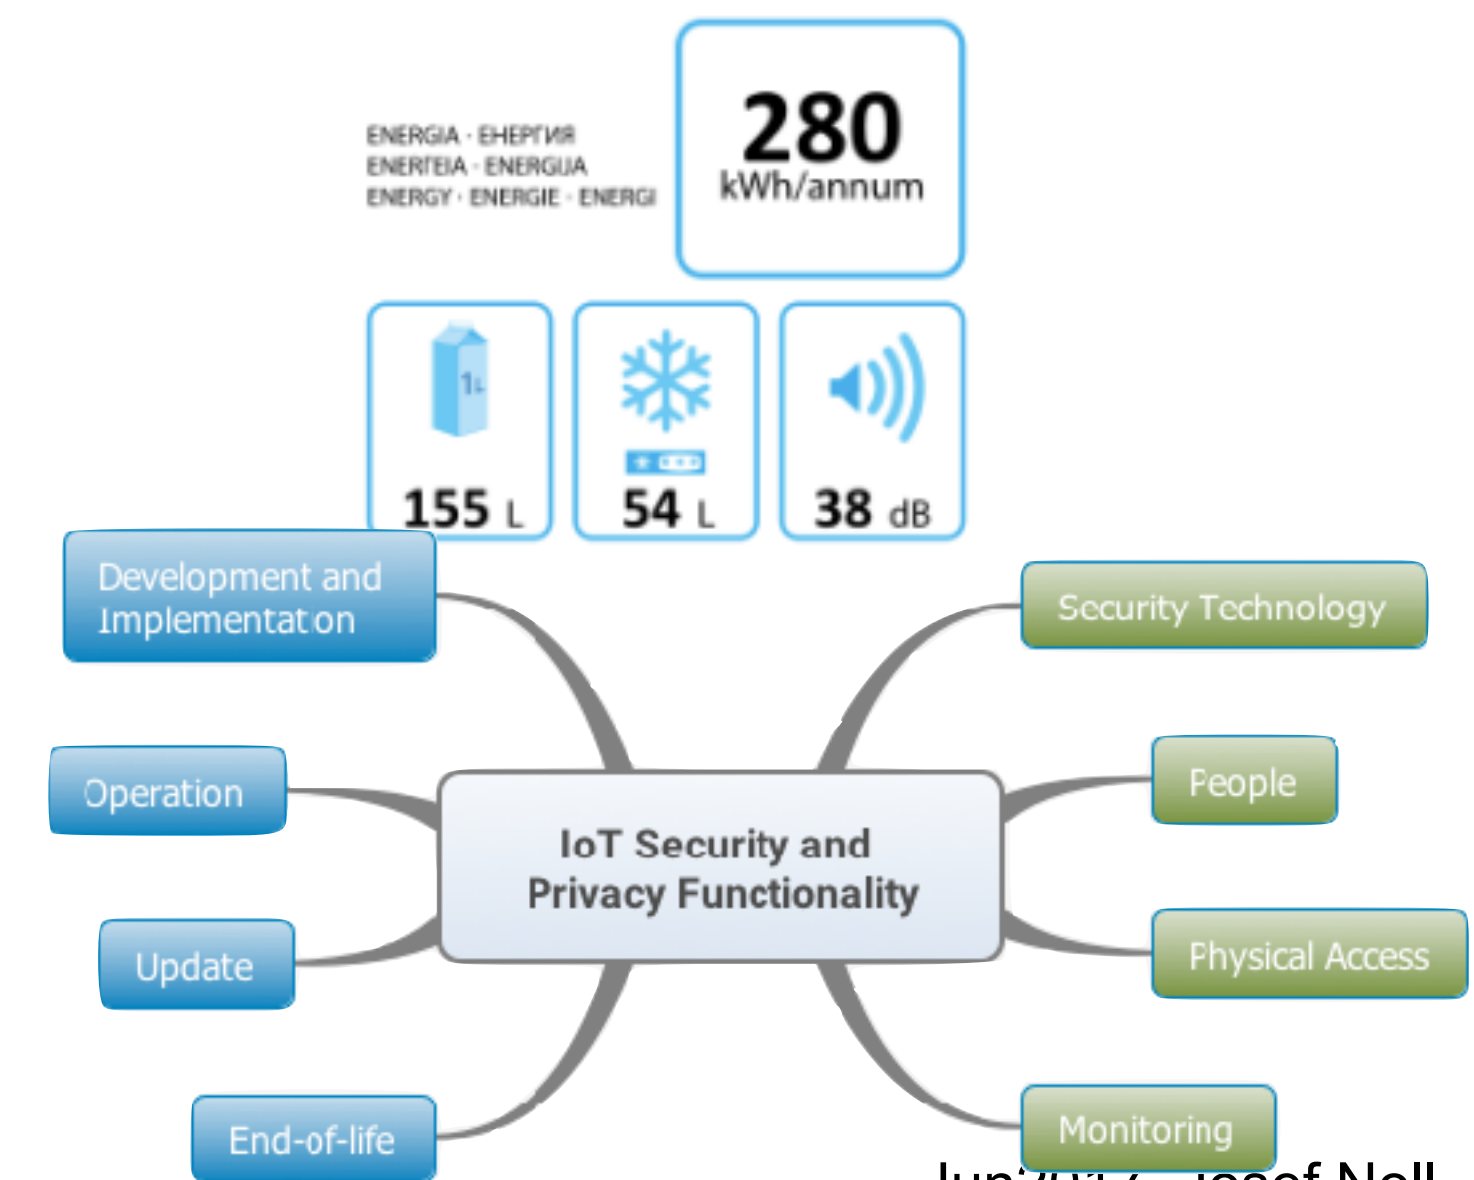 280
kWh/annum
ENERGIA · ЕНЕРГИЯ
ΕΝΕΡΓΕΙΑ · ENERGIJA
ENERGY · ENERGIE · ENERGI
1L
155 L
54 L
38 dB
Development and
Implementation
Security Technology
Operation
People
IoT Security and
Privacy Functionality
Update
Physical Access
End-of-life
Monitoring